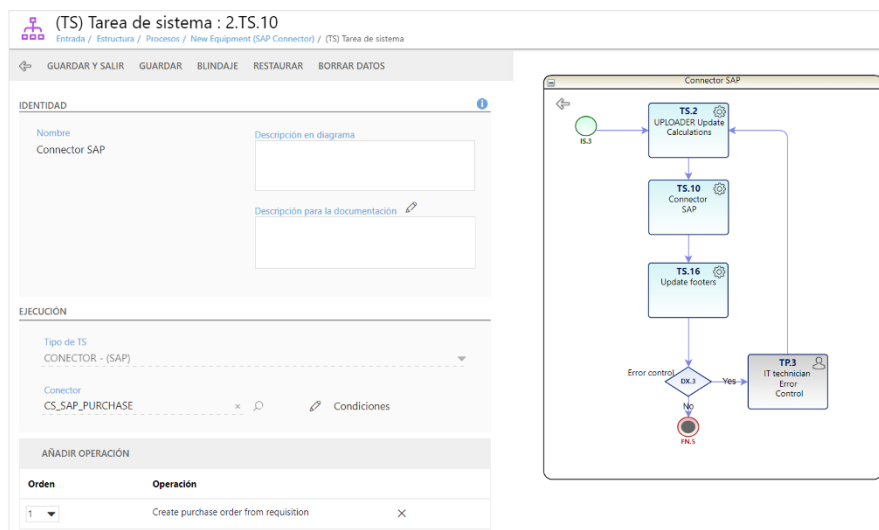 (TS) Tarea de sistema : 2.TS.10
Entrada / Estructura / Procesos / New Equipment (SAP Connector) / (TS) Tarea de sistema
GUARDAR Y SALIR GUARDAR BLINDAJE RESTAURAR BORRAR DATOS
IDENTIDAD
Nombre
Connector SAP
Descripción en diagrama
Descripción para la documentación
EJECUCIÓN
Tipo de TS
CONECTOR - (SAP)
Conector
CS_SAP_PURCHASE × Condiciones
AÑADIR OPERACIÓN
Orden Operación
1 Create purchase order from requisition
Connector SAP
IS.3
TS.2
UPLOADER Update
Calculations
TS.10
Connector
SAP
TS.16
Update footers
Error control
DX.3
Yes
TP.3
IT technician
Error
Control
No
FN.5